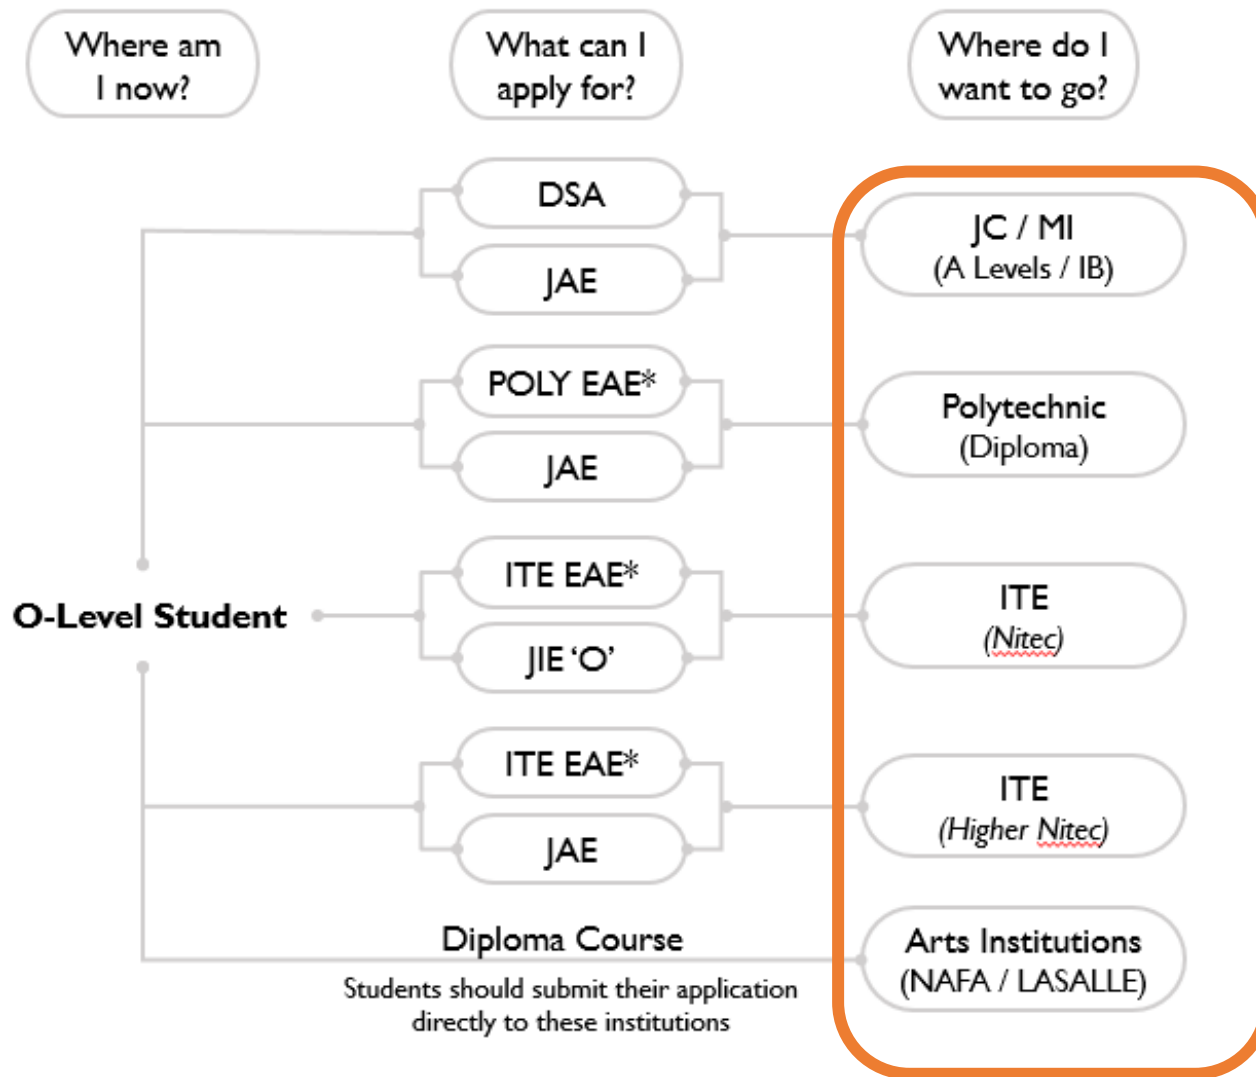 Where am
I now?
What can I
apply for?
Where do I
want to go?
DSA
JAE
JC / MI
(A Levels / IB)
POLY EAE*
JAE
Polytechnic
(Diploma)
O-Level Student
ITE EAE*
JIE ‘O’
ITE
(Nitec)
ITE EAE*
JAE
ITE
(Higher Nitec)
Diploma Course
Students should submit their application
directly to these institutions
Arts Institutions
(NAFA / LASALLE)